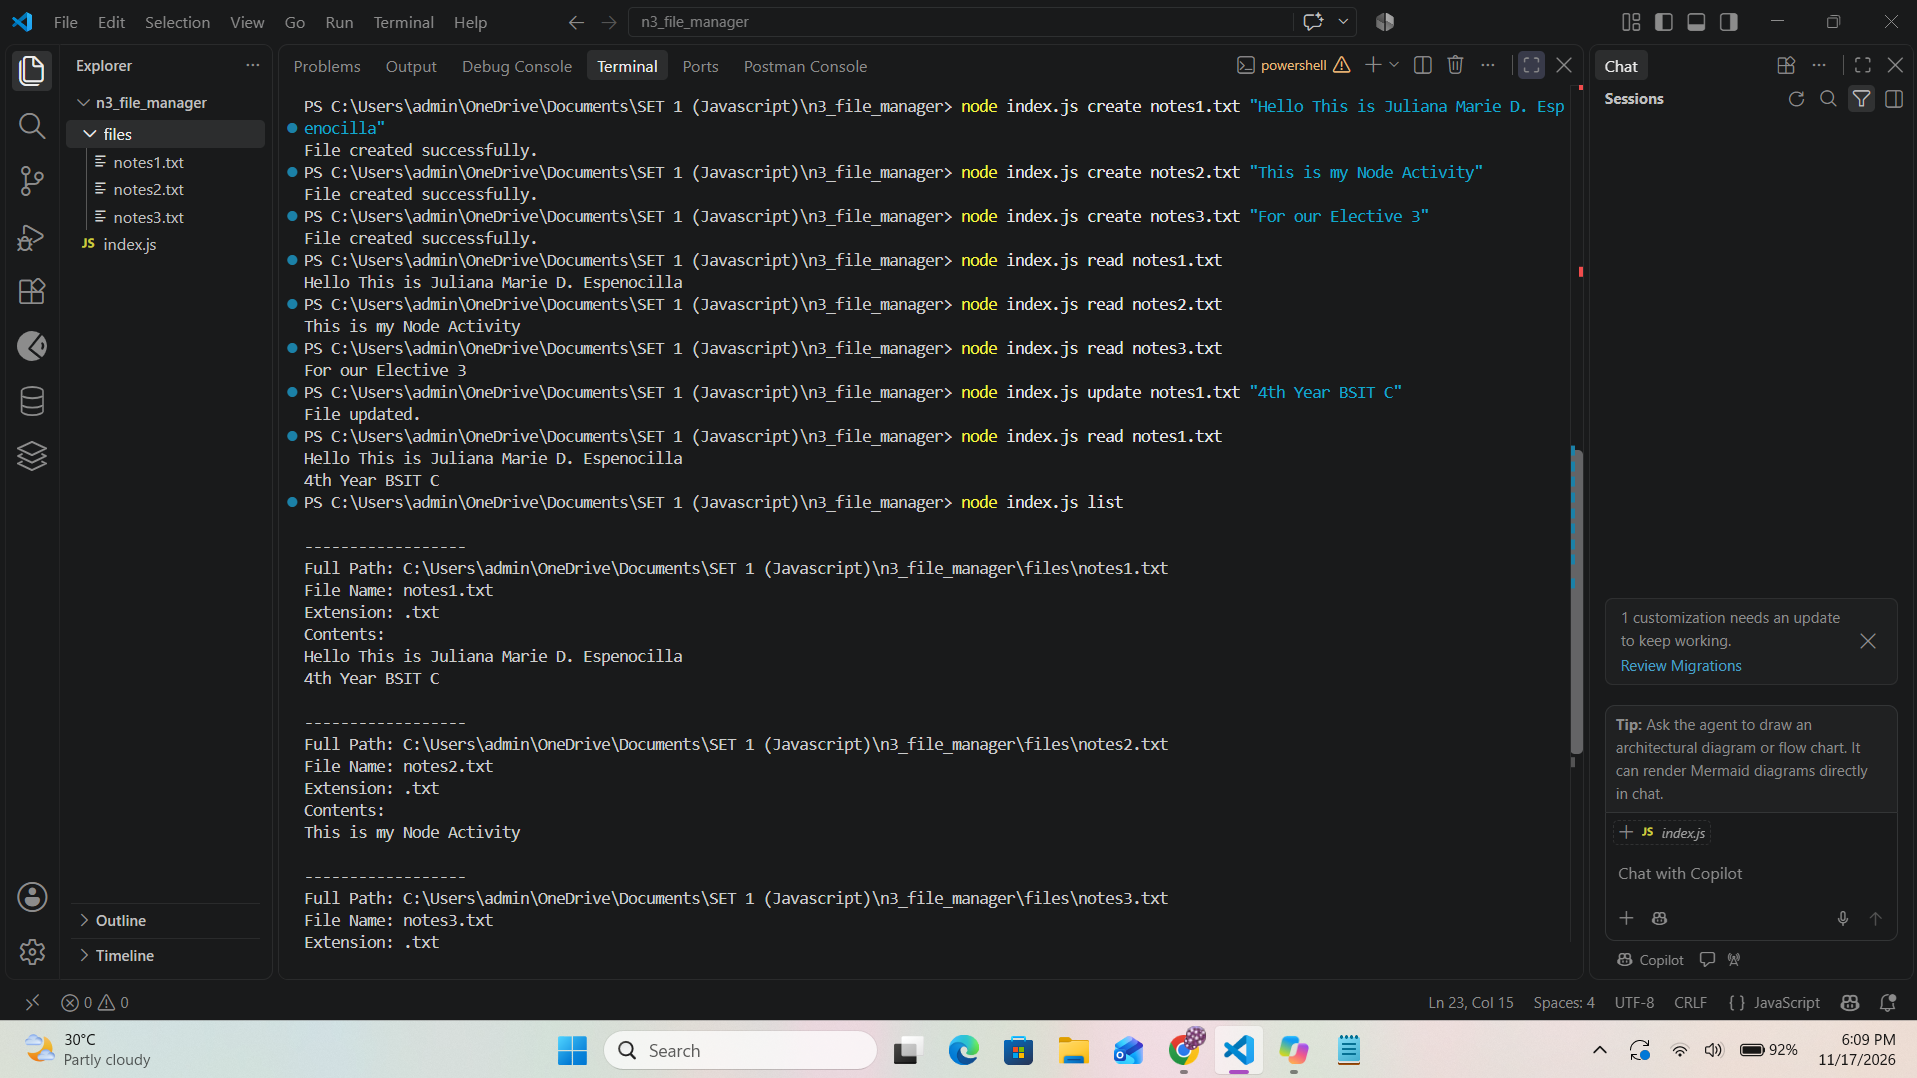 File Edit Selection View Go Run Terminal Help
n3_file_manager
Explorer
n3_file_manager
files
notes1.txt
notes2.txt
notes3.txt
JS index.js
Outline
Timeline
Problems Output Debug Console Terminal Ports Postman Console
powershell
PS C:\Users\admin\OneDrive\Documents\SET 1 (Javascript)\n3_file_manager> node index.js create notes1.txt "Hello This is Juliana Marie D. Esp
enocilla"
File created successfully.
PS C:\Users\admin\OneDrive\Documents\SET 1 (Javascript)\n3_file_manager> node index.js create notes2.txt "This is my Node Activity"
File created successfully.
PS C:\Users\admin\OneDrive\Documents\SET 1 (Javascript)\n3_file_manager> node index.js create notes3.txt "For our Elective 3"
File created successfully.
PS C:\Users\admin\OneDrive\Documents\SET 1 (Javascript)\n3_file_manager> node index.js read notes1.txt
Hello This is Juliana Marie D. Espenocilla
PS C:\Users\admin\OneDrive\Documents\SET 1 (Javascript)\n3_file_manager> node index.js read notes2.txt
This is my Node Activity
PS C:\Users\admin\OneDrive\Documents\SET 1 (Javascript)\n3_file_manager> node index.js read notes3.txt
For our Elective 3
PS C:\Users\admin\OneDrive\Documents\SET 1 (Javascript)\n3_file_manager> node index.js update notes1.txt "4th Year BSIT C"
File updated.
PS C:\Users\admin\OneDrive\Documents\SET 1 (Javascript)\n3_file_manager> node index.js read notes1.txt
Hello This is Juliana Marie D. Espenocilla
4th Year BSIT C
PS C:\Users\admin\OneDrive\Documents\SET 1 (Javascript)\n3_file_manager> node index.js list
------------------
Full Path: C:\Users\admin\OneDrive\Documents\SET 1 (Javascript)\n3_file_manager\files\notes1.txt
File Name: notes1.txt
Extension: .txt
Contents:
Hello This is Juliana Marie D. Espenocilla
4th Year BSIT C
------------------
Full Path: C:\Users\admin\OneDrive\Documents\SET 1 (Javascript)\n3_file_manager\files\notes2.txt
File Name: notes2.txt
Extension: .txt
Contents:
This is my Node Activity
------------------
Full Path: C:\Users\admin\OneDrive\Documents\SET 1 (Javascript)\n3_file_manager\files\notes3.txt
File Name: notes3.txt
Extension: .txt
Chat
Sessions
1 customization needs an update
to keep working.
Review Migrations
Tip: Ask the agent to draw an
architectural diagram or flow chart. It
can render Mermaid diagrams directly
in chat.
JS index.js
Chat with Copilot
Copilot
0 0
Ln 23, Col 15 Spaces: 4 UTF-8 CRLF { } JavaScript
30°C
Partly cloudy
Search
92%
6:09 PM
11/17/2026